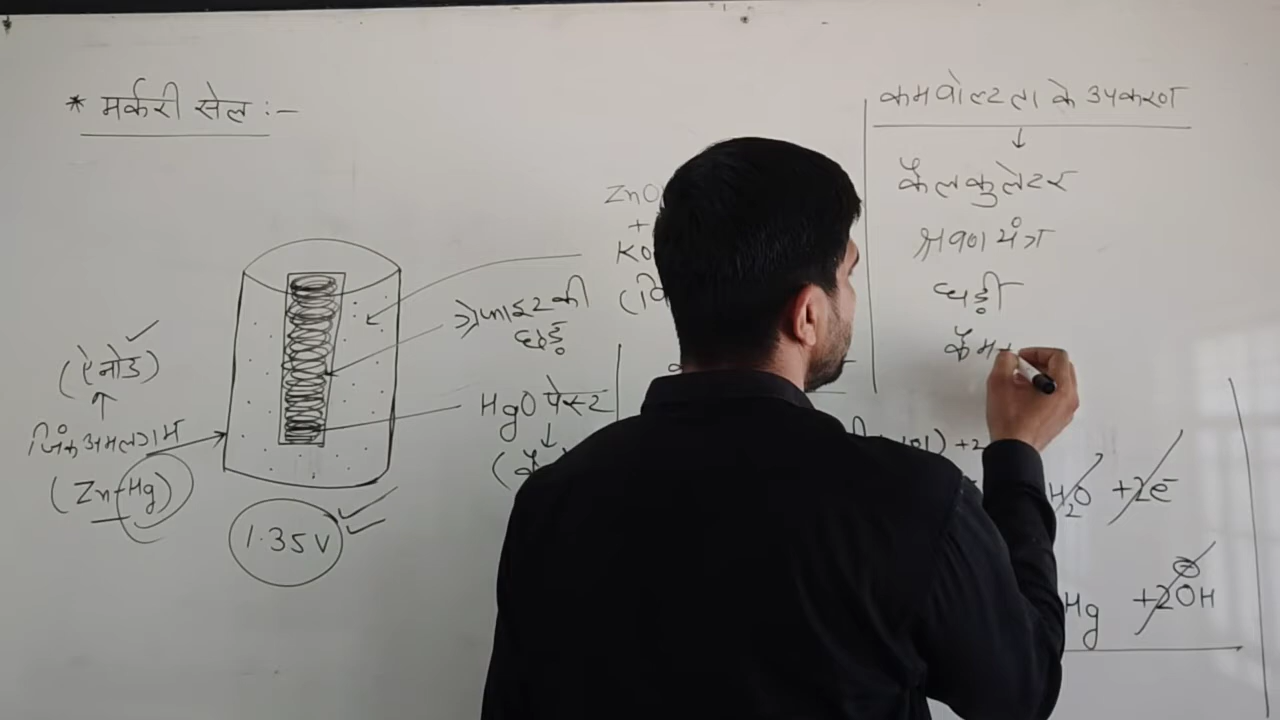 * मर्करी सेल :-
कमवोल्टता के उपकरण
↓
कैलकुलेटर
श्रवण यंत्र
घड़ी
ZnO
+
KO
ग्रेफाइट की
छड़
(ऐनोड)
↑
जिंक अमलगम
(Zn-Hg)
HgO पेस्ट
↓
1.35V
+2
H₂O +2e⁻
Hg +2OH⊖